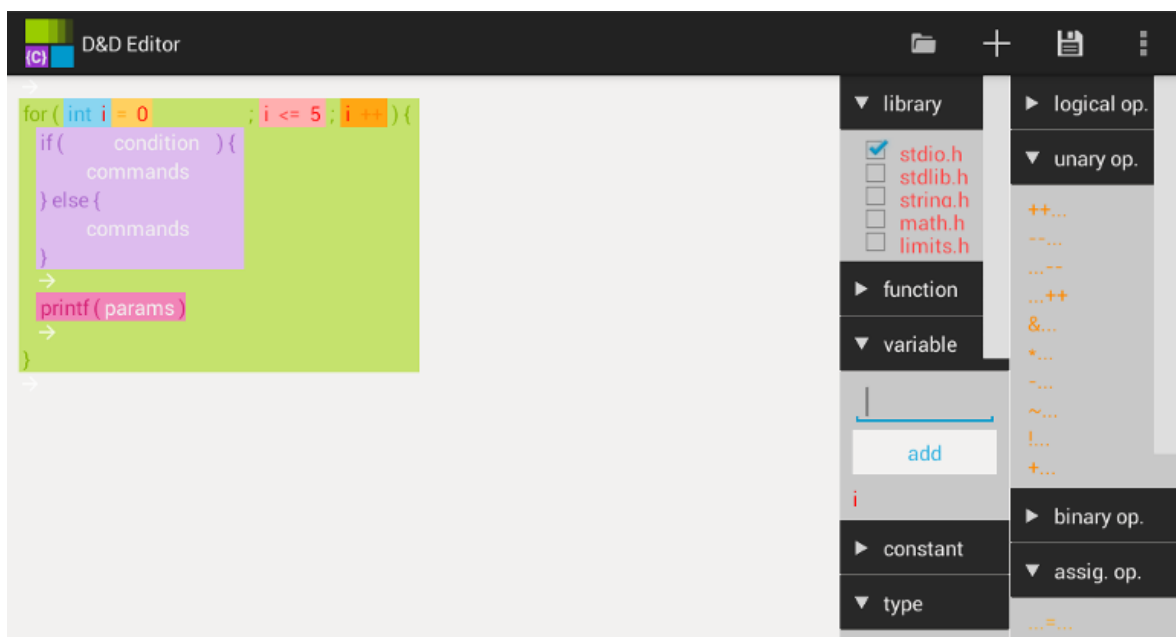 {C} D&D Editor
→
for ( int i = 0 ; i <= 5 ; i ++ ) {
if ( condition ) {
commands
} else {
commands
}
→
printf ( params )
→
}
→
▼ library
stdio.h
stdlib.h
string.h
math.h
limits.h
▶ function
▼ variable
add
i
▶ constant
▼ type
▶ logical op.
▼ unary op.
++...
--...
...--
...++
&...
*...
-...
~...
!...
+...
▶ binary op.
▼ assig. op.
...=...